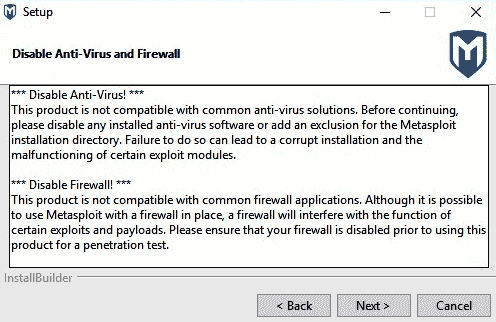 Setup
Disable Anti-Virus and Firewall
*** Disable Anti-Virus! ***
This product is not compatible with common anti-virus solutions. Before continuing,
please disable any installed anti-virus software or add an exclusion for the Metasploit
installation directory. Failure to do so can lead to a corrupt installation and the
malfunctioning of certain exploit modules.
*** Disable Firewall! ***
This product is not compatible with common firewall applications. Although it is possible
to use Metasploit with a firewall in place, a firewall will interfere with the function of
certain exploits and payloads. Please ensure that your firewall is disabled prior to using this
product for a penetration test.
InstallBuilder
< Back
Next >
Cancel